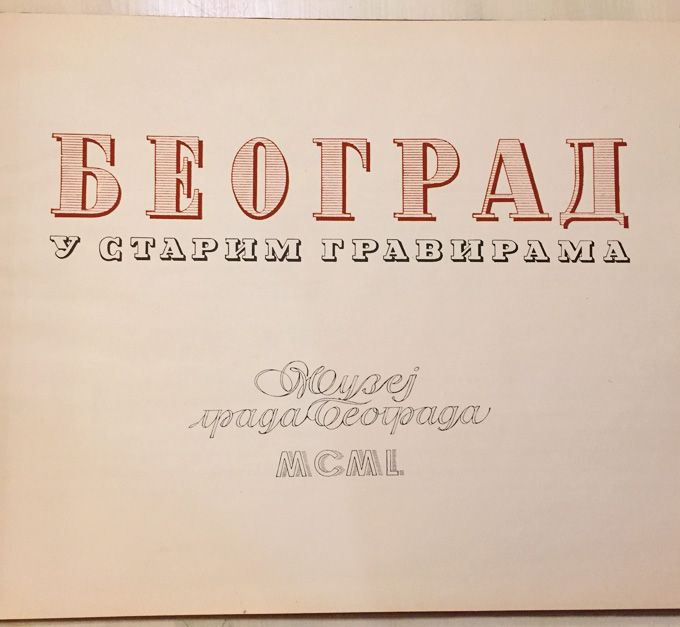 БЕОГРАД
У СТАРИМ ГРАВИРАМА
Музеј
града Београда
MCML.